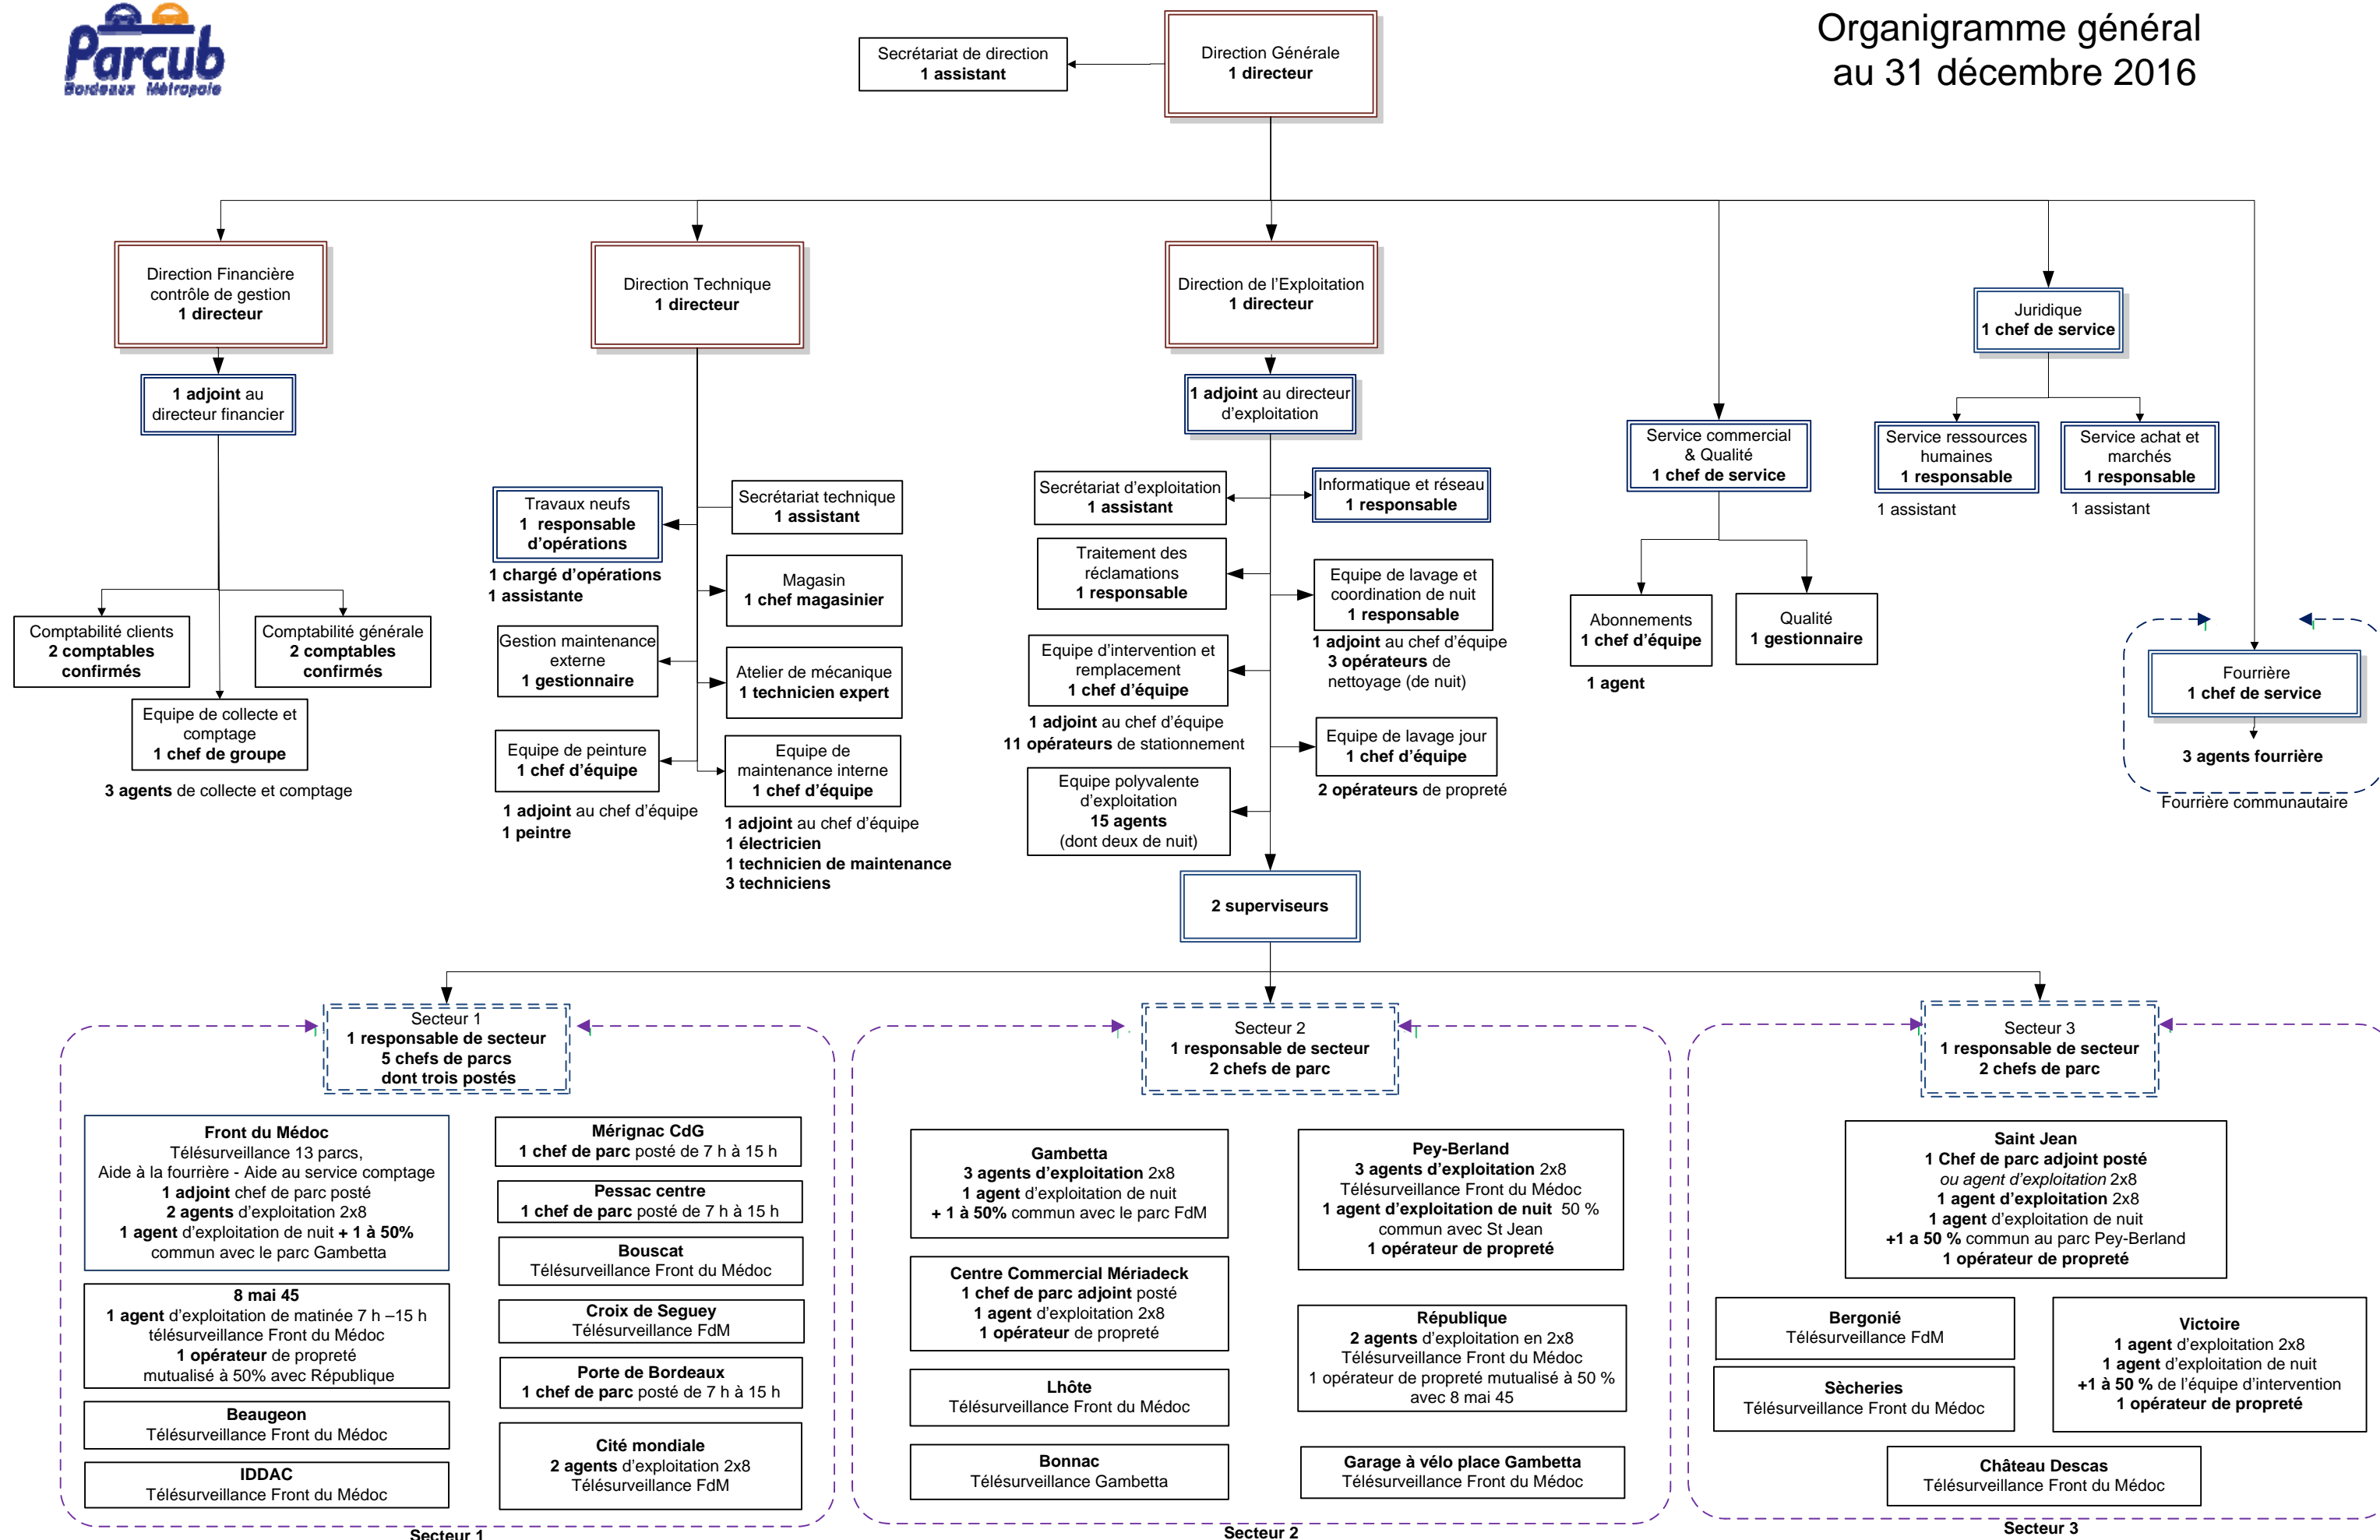 Parcub
Bordeaux Métropole
Organigramme général
au 31 décembre 2016
Secrétariat de direction
1 assistant
Direction Générale
1 directeur
Direction Financière
contrôle de gestion
1 directeur
Direction Technique
1 directeur
Direction de l’Exploitation
1 directeur
Juridique
1 chef de service
1 adjoint au
directeur financier
1 adjoint au directeur
d’exploitation
Service commercial
& Qualité
1 chef de service
Service ressources
humaines
1 responsable
1 assistant
Service achat et
marchés
1 responsable
1 assistant
Comptabilité clients
2 comptables
confirmés
Comptabilité générale
2 comptables
confirmés
Equipe de collecte et
comptage
1 chef de groupe
3 agents de collecte et comptage
Travaux neufs
1 responsable
d’opérations
1 chargé d’opérations
1 assistante
Secrétariat technique
1 assistant
Magasin
1 chef magasinier
Gestion maintenance
externe
1 gestionnaire
Atelier de mécanique
1 technicien expert
Equipe de peinture
1 chef d’équipe
1 adjoint au chef d’équipe
1 peintre
Equipe de
maintenance interne
1 chef d’équipe
1 adjoint au chef d’équipe
1 électricien
1 technicien de maintenance
3 techniciens
Secrétariat d’exploitation
1 assistant
Informatique et réseau
1 responsable
Traitement des
réclamations
1 responsable
Equipe de lavage et
coordination de nuit
1 responsable
1 adjoint au chef d’équipe
3 opérateurs de
nettoyage (de nuit)
Equipe d’intervention et
remplacement
1 chef d’équipe
1 adjoint au chef d’équipe
11 opérateurs de stationnement
Equipe de lavage jour
1 chef d’équipe
2 opérateurs de propreté
Equipe polyvalente
d’exploitation
15 agents
(dont deux de nuit)
Abonnements
1 chef d’équipe
1 agent
Qualité
1 gestionnaire
Fourrière
1 chef de service
3 agents fourrière
Fourrière communautaire
2 superviseurs
Secteur 1
1 responsable de secteur
5 chefs de parcs
dont trois postés
Secteur 2
1 responsable de secteur
2 chefs de parc
Secteur 3
1 responsable de secteur
2 chefs de parc
Front du Médoc
Télésurveillance 13 parcs,
Aide à la fourrière - Aide au service comptage
1 adjoint chef de parc posté
2 agents d’exploitation 2x8
1 agent d’exploitation de nuit + 1 à 50%
commun avec le parc Gambetta
8 mai 45
1 agent d’exploitation de matinée 7 h –15 h
télésurveillance Front du Médoc
1 opérateur de propreté
mutualisé à 50% avec République
Beaugeon
Télésurveillance Front du Médoc
IDDAC
Télésurveillance Front du Médoc
Mérignac CdG
1 chef de parc posté de 7 h à 15 h
Pessac centre
1 chef de parc posté de 7 h à 15 h
Bouscat
Télésurveillance Front du Médoc
Croix de Seguey
Télésurveillance FdM
Porte de Bordeaux
1 chef de parc posté de 7 h à 15 h
Cité mondiale
2 agents d’exploitation 2x8
Télésurveillance FdM
Secteur 1
Gambetta
3 agents d’exploitation 2x8
1 agent d’exploitation de nuit
+ 1 à 50% commun avec le parc FdM
Centre Commercial Mériadeck
1 chef de parc adjoint posté
1 agent d’exploitation 2x8
1 opérateur de propreté
Lhôte
Télésurveillance Front du Médoc
Bonnac
Télésurveillance Gambetta
Pey-Berland
3 agents d’exploitation 2x8
Télésurveillance Front du Médoc
1 agent d’exploitation de nuit 50 %
commun avec St Jean
1 opérateur de propreté
République
2 agents d’exploitation en 2x8
Télésurveillance Front du Médoc
1 opérateur de propreté mutualisé à 50 %
avec 8 mai 45
Garage à vélo place Gambetta
Télésurveillance Front du Médoc
Secteur 2
Saint Jean
1 Chef de parc adjoint posté
ou agent d’exploitation 2x8
1 agent d’exploitation 2x8
1 agent d’exploitation de nuit
+1 a 50 % commun au parc Pey-Berland
1 opérateur de propreté
Bergonié
Télésurveillance FdM
Sècheries
Télésurveillance Front du Médoc
Victoire
1 agent d’exploitation 2x8
1 agent d’exploitation de nuit
+1 à 50 % de l’équipe d’intervention
1 opérateur de propreté
Château Descas
Télésurveillance Front du Médoc
Secteur 3